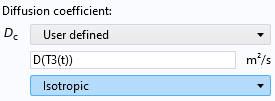 Diffusion coefficient:
Dc User defined
D(T3(t)) m²/s
Isotropic